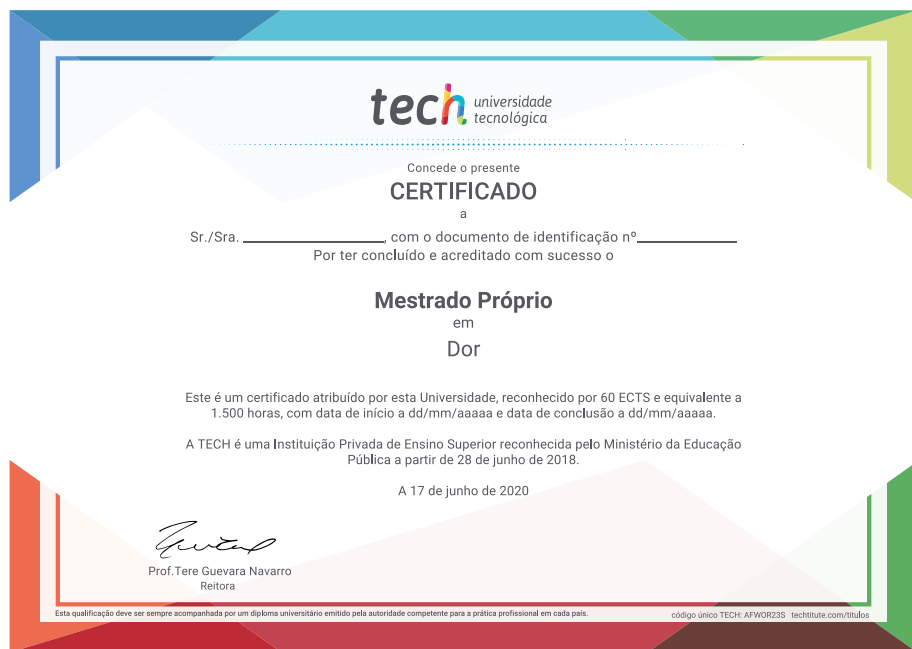 tech universidade
tecnológica
Concede o presente
CERTIFICADO
a
Sr./Sra. ____________, com o documento de identificação nº____________
Por ter concluído e acreditado com sucesso o
Mestrado Próprio
em
Dor
Este é um certificado atribuído por esta Universidade, reconhecido por 60 ECTS e equivalente a
1.500 horas, com data de início a dd/mm/aaaaa e data de conclusão a dd/mm/aaaaa.
A TECH é uma Instituição Privada de Ensino Superior reconhecida pelo Ministério da Educação
Pública a partir de 28 de junho de 2018.
A 17 de junho de 2020
Prof.Tere Guevara Navarro
Reitora
Esta qualificação deve ser sempre acompanhada por um diploma universitário emitido pela autoridade competente para a prática profissional em cada país.
código único TECH: AFWOR23S techtitute.com/titulos